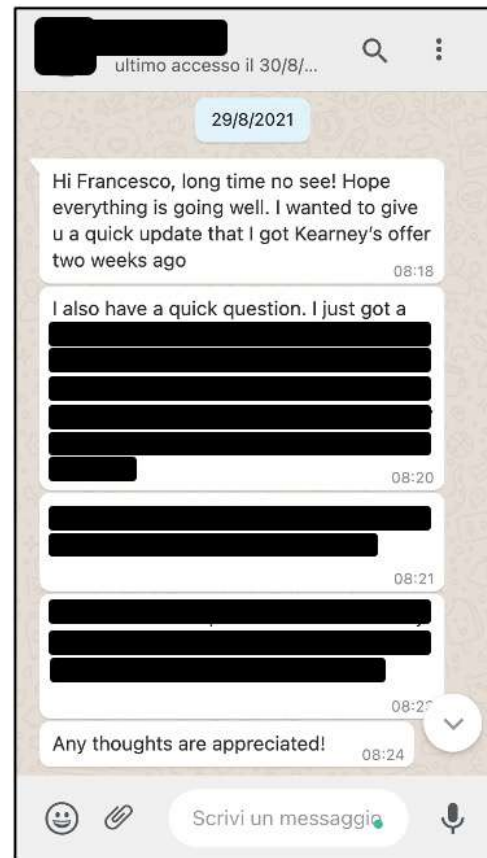 ultimo accesso il 30/8/...
29/8/2021
Hi Francesco, long time no see! Hope
everything is going well. I wanted to give
u a quick update that I got Kearney's offer
two weeks ago
08:18
I also have a quick question. I just got a
08:20
08:21
Any thoughts are appreciated!
08:24
Scrivi un messaggio